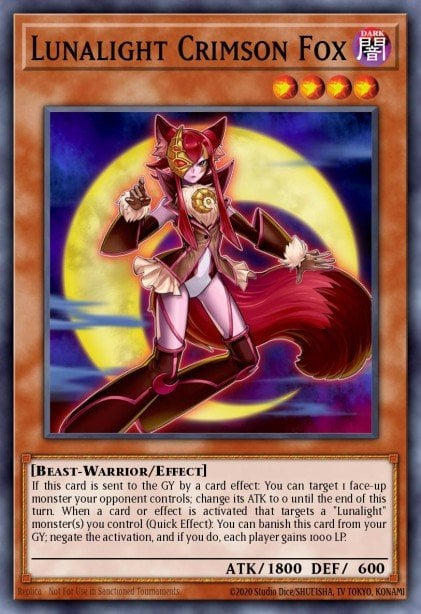 LUNALIGHT CRIMSON FOX
DARK
闇
[BEAST-WARRIOR/EFFECT]
If this card is sent to the GY by a card effect: You can target 1 face-up
monster your opponent controls; change its ATK to 0 until the end of this
turn. When a card or effect is activated that targets a "Lunalight"
monster(s) you control (Quick Effect): You can banish this card from your
GY; negate the activation, and if you do, each player gains 1000 LP.
ATK/1800 DEF/ 600
Replica - Not For Use in Sanctioned Tournaments
©2020 Studio Dice/SHUEISHA, TV TOKYO, KONAMI